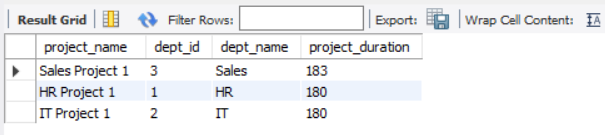 Result Grid Filter Rows: Export: Wrap Cell Content: IA
project_name dept_id dept_name project_duration
Sales Project 1 3 Sales 183
HR Project 1 1 HR 180
IT Project 1 2 IT 180